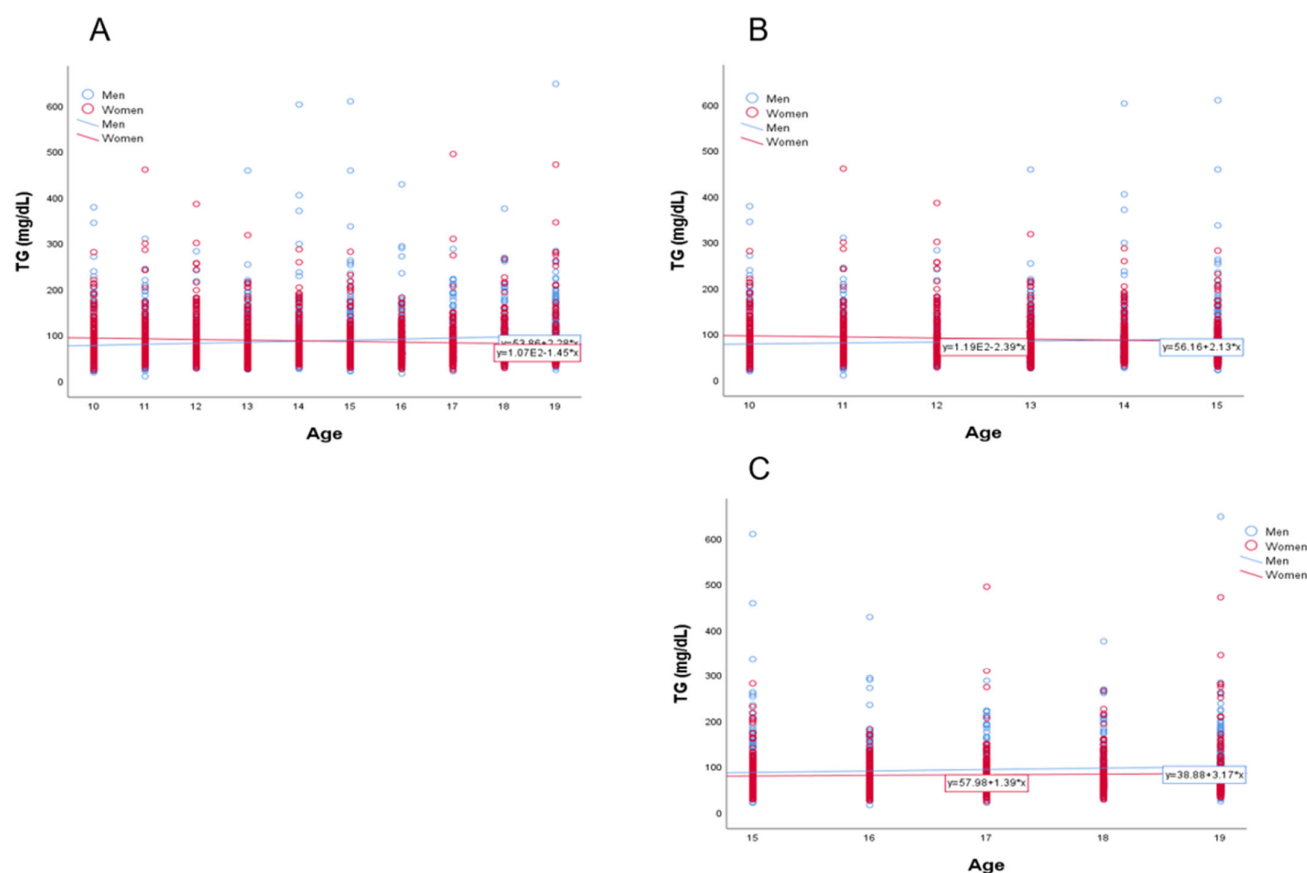 A
Men
Women
Men
Women
600
500
400
300
200
100
0
TG (mg/dL)
y=53.86+2.28*x
y=1.07E2-1.45*x
10 11 12 13 14 15 16 17 18 19
Age
B
Men
Women
Men
Women
600
500
400
300
200
100
0
TG (mg/dL)
y=1.19E2-2.39*x
y=56.16+2.13*x
10 11 12 13 14 15
Age
C
Men
Women
Men
Women
600
500
400
300
200
100
0
TG (mg/dL)
y=57.98+1.39*x
y=38.88+3.17*x
15 16 17 18 19
Age